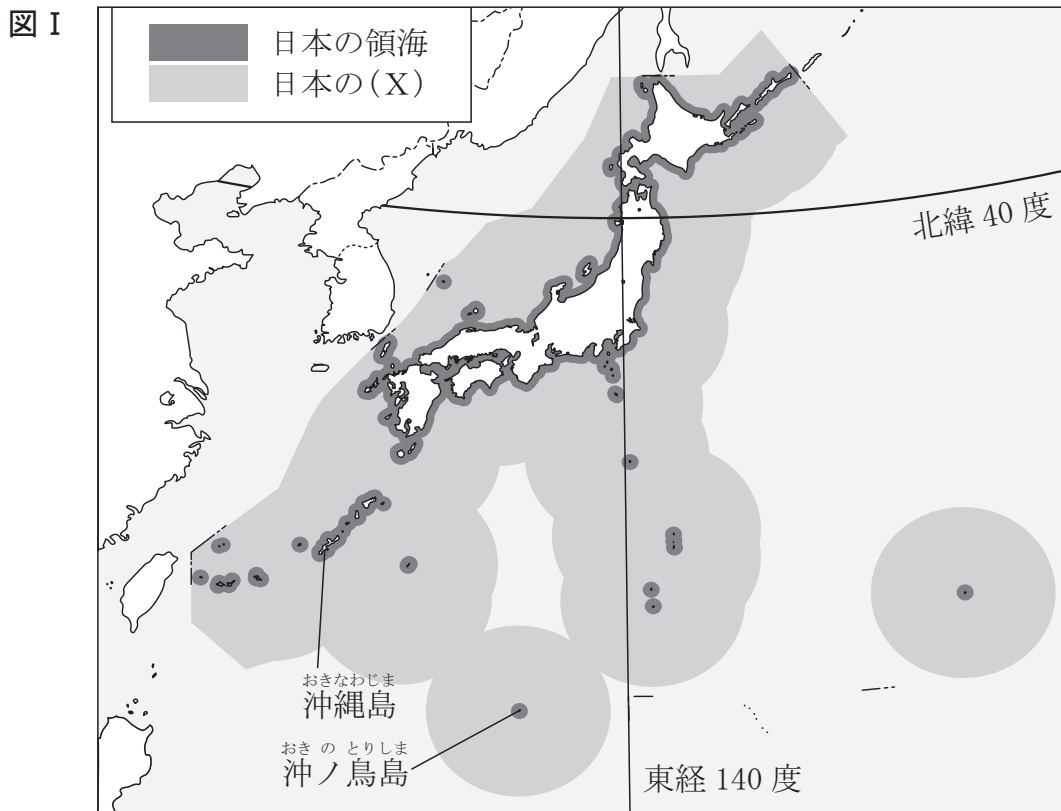 図 I
日本の領海
日本の(X)
北緯 40 度
おきなわじま
沖縄島
おき の とりしま
沖ノ鳥島
東経 140 度